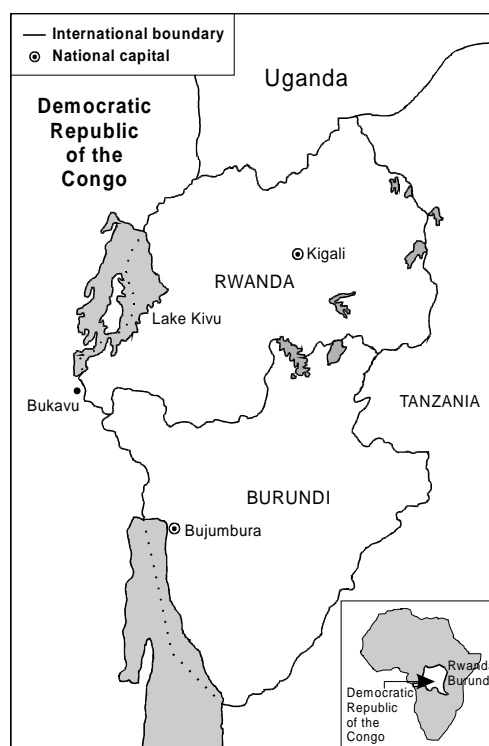 International boundary
National capital
Uganda
Democratic
Republic
of the
Congo
Kigali
RWANDA
Lake Kivu
Bukavu
TANZANIA
BURUNDI
Bujumbura
Rwanda
Burund
Democratic
Republic
of the
Congo